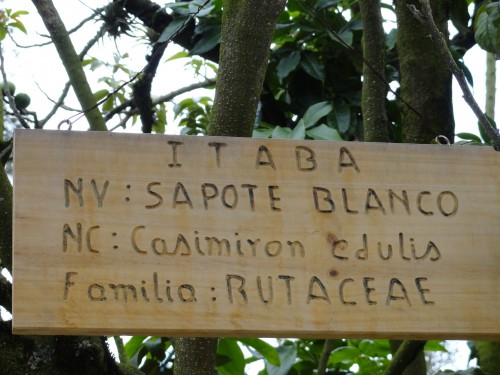 ITABA
NV: SAPOTE BLANCO
NC: Casimiron edulis
Familia: RUTACEAE